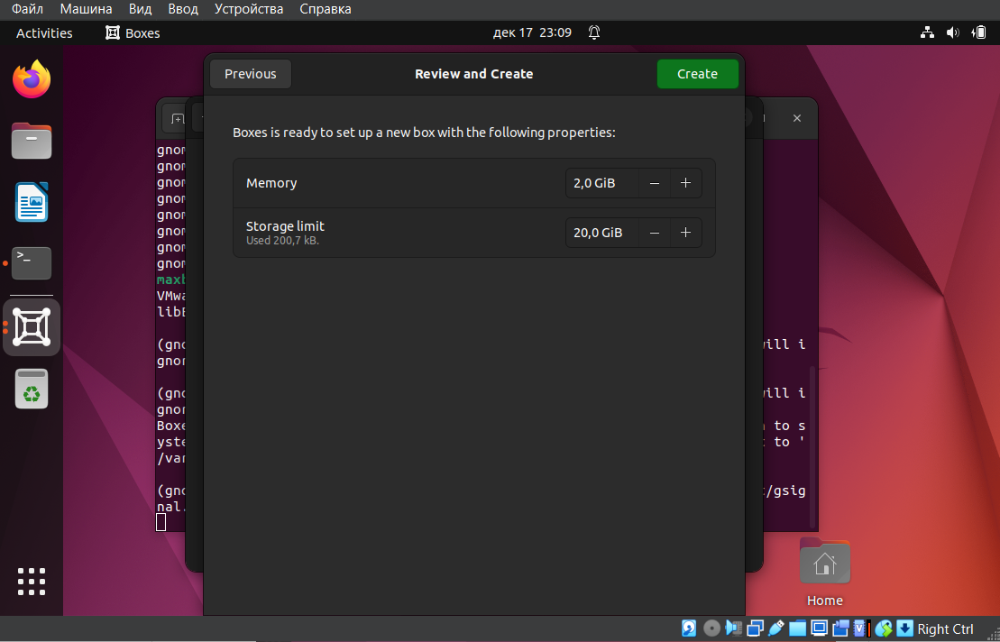 Файл Машина Вид Ввод Устройства Справка
Activities Boxes дек 17 23:09
Previous Review and Create Create
Boxes is ready to set up a new box with the following properties:
Memory 2,0 GiB − +
Storage limit 20,0 GiB − +
Used 200,7 kB.
gnom
gnom
gnom
gnom
gnom
gnom
gnom
gnom
maxb
VMwa
libE
(gno will i
gnor
(gno will i
gnor
Boxe n to s
yste t to '
/var
(gno t/gsig
nal.
Home
Right Ctrl